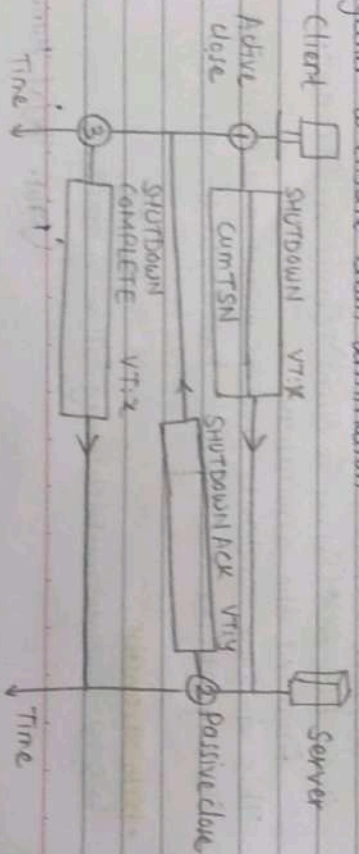 Client
Server
Active
close
①
SHUTDOWN VT:X
CumTSN
SHUTDOWN ACK VT:Y
② Passive close
SHUTDOWN
COMPLETE VT:X
③
Time
Time